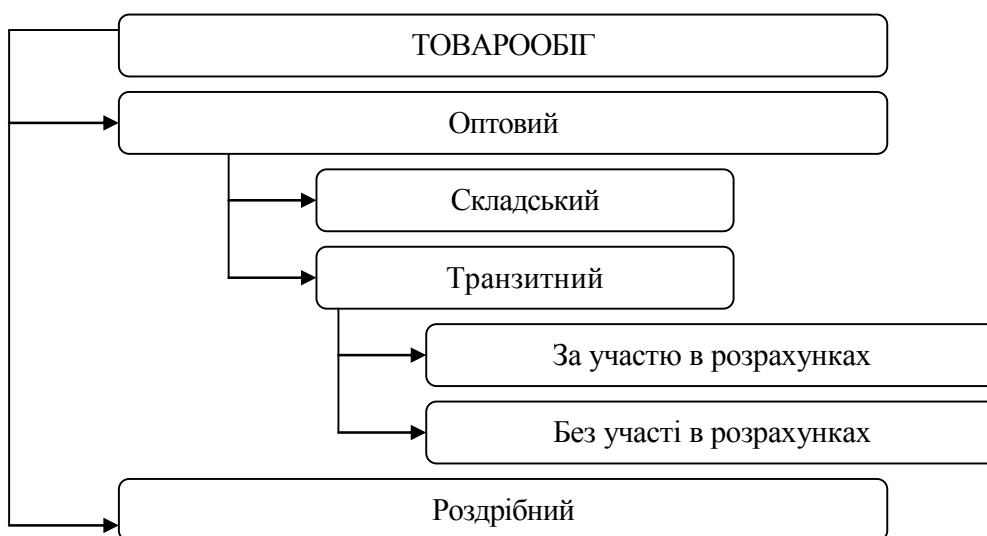 ТОВАРООБІГ
Оптовий
Складський
Транзитний
За участю в розрахунках
Без участі в розрахунках
Роздрібний